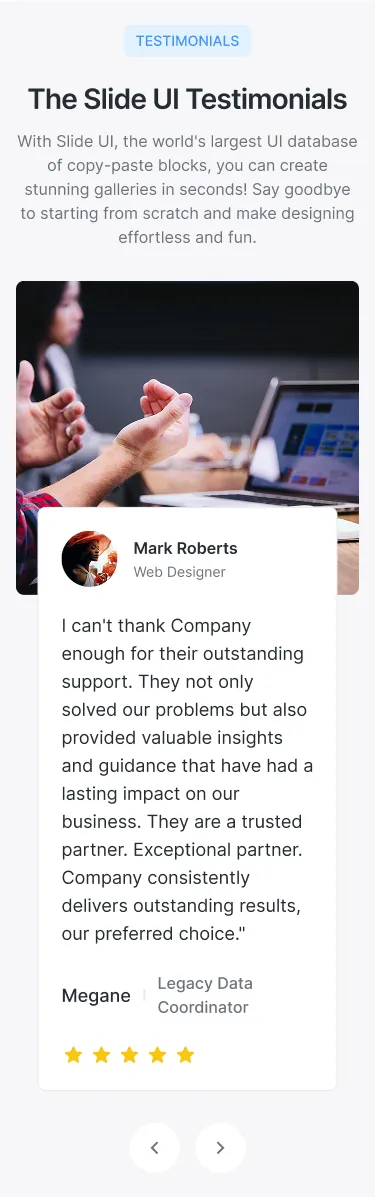 TESTIMONIALS
The Slide UI Testimonials
With Slide UI, the world's largest UI database
of copy-paste blocks, you can create
stunning galleries in seconds! Say goodbye
to starting from scratch and make designing
effortless and fun.
Mark Roberts
Web Designer
I can't thank Company
enough for their outstanding
support. They not only
solved our problems but also
provided valuable insights
and guidance that have had a
lasting impact on our
business. They are a trusted
partner. Exceptional partner.
Company consistently
delivers outstanding results,
our preferred choice."
Megane
Legacy Data
Coordinator